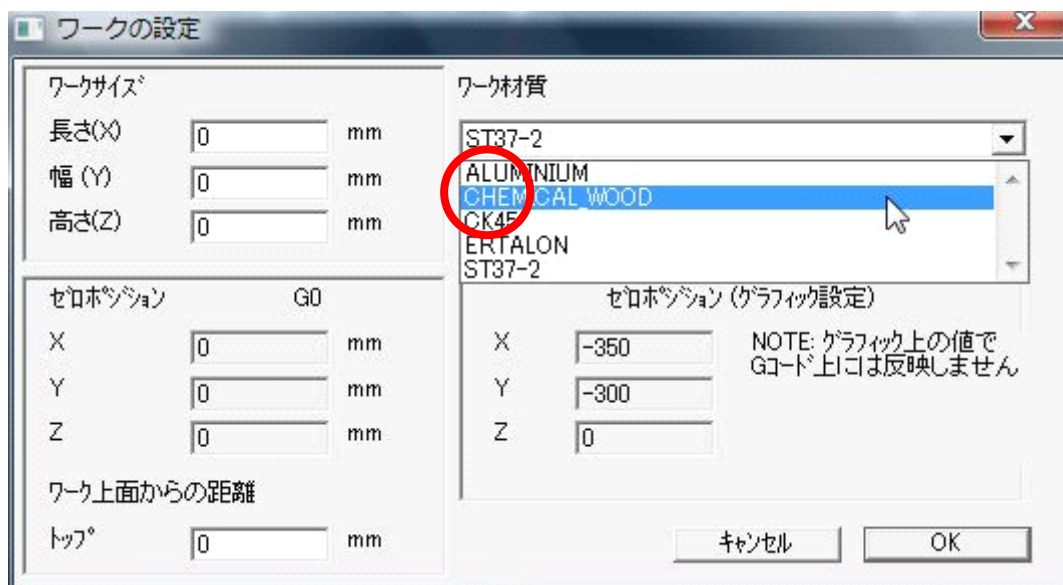 ワークの設定
ワークサイズ
長さ(X) 0 mm
幅 (Y) 0 mm
高さ(Z) 0 mm
ワーク材質
ST37-2
ALUMINIUM
CHEMICAL_WOOD
CK45
ERTALON
ST37-2
ゼロポジション G0
X 0 mm
Y 0 mm
Z 0 mm
ワーク上面からの距離
トップ 0 mm
ゼロポジション (グラフィック設定)
X -350
Y -300
Z 0
NOTE: グラフィック上の値で
Gコード上には反映しません
キャンセル OK